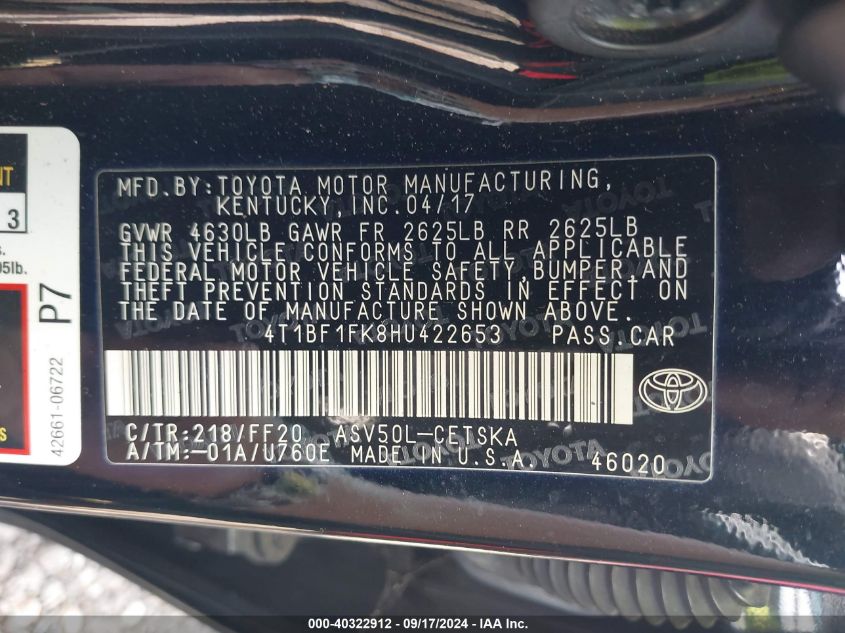 NT
3
s.
05lb.
P7
42661-06722
s
MFD.BY:TOYOTA MOTOR MANUFACTURING,
KENTUCKY,INC.04/17
GVWR 4630LB GAWR FR 2625LB RR 2625LB
THIS VEHICLE CONFORMS TO ALL APPLICABLE
FEDERAL MOTOR VEHICLE SAFETY BUMPER,AND
THEFT PREVENTION STANDARDS IN EFFECT ON
THE DATE OF MANUFACTURE SHOWN ABOVE.
4T1BF1FK8HU422653 PASS.CAR
C/TR:218/FF20 ASV50L-CETSKA
A/TM:-01A/U760E MADE IN U.S.A. 46020
000-40322912 - 09/17/2024 - IAA Inc.